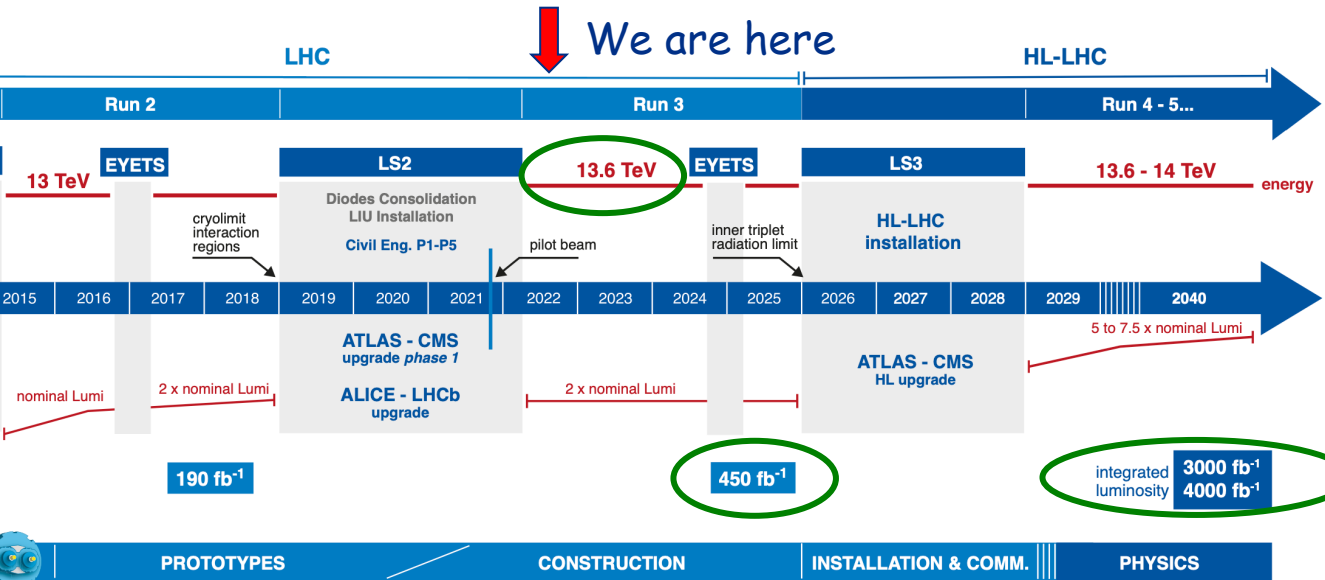 We are here
LHC
HL-LHC
Run 2
Run 3
Run 4 - 5...
EYETS
LS2
EYETS
LS3
13 TeV
13.6 TeV
13.6 - 14 TeV
energy
Diodes Consolidation
LIU Installation
Civil Eng. P1-P5
cryolimit
interaction
regions
pilot beam
inner triplet
radiation limit
HL-LHC
installation
2015 2016 2017 2018 2019 2020 2021 2022 2023 2024 2025 2026 2027 2028 2029 2040
5 to 7.5 x nominal Lumi
ATLAS - CMS
upgrade phase 1
ALICE - LHCb
upgrade
ATLAS - CMS
HL upgrade
nominal Lumi
2 x nominal Lumi
2 x nominal Lumi
190 fb⁻¹
450 fb⁻¹
integrated
luminosity
3000 fb⁻¹
4000 fb⁻¹
PROTOTYPES
CONSTRUCTION
INSTALLATION & COMM.
PHYSICS